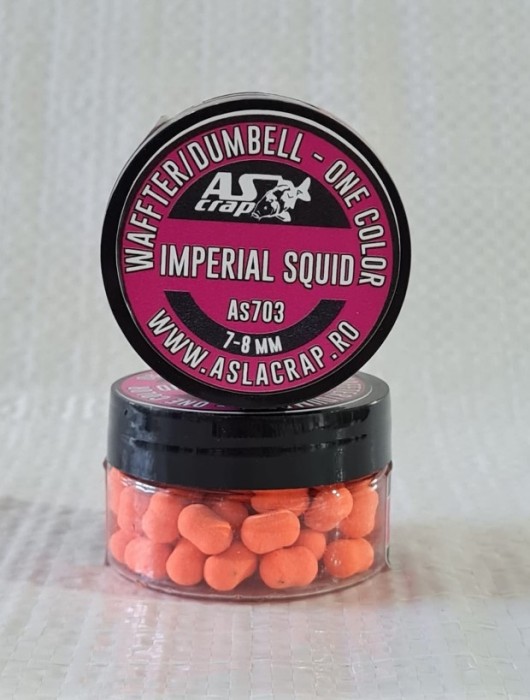 WAFFTER/DUMBELL - ONE COLOR
AS
crap
IMPERIAL SQUID
As703
7-8 MM
WWW.ASLACRAP.RO